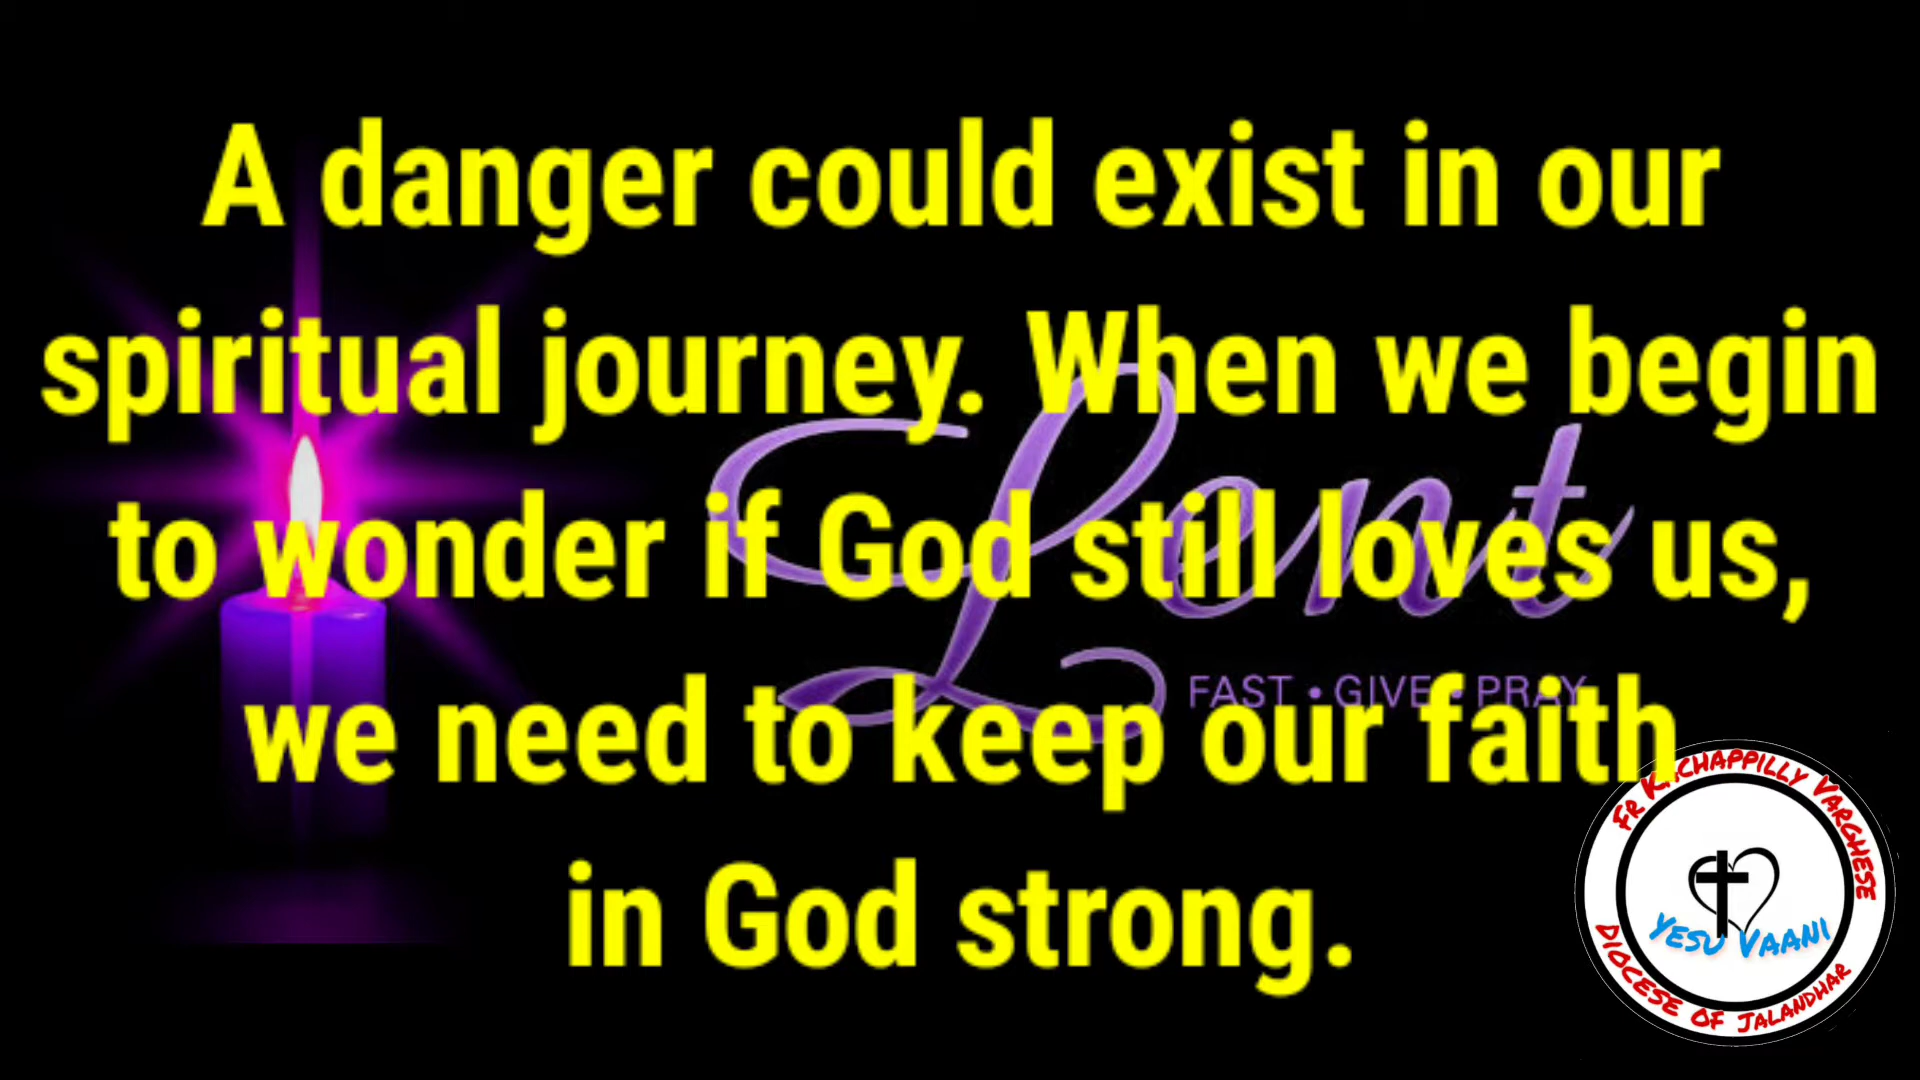 A danger could exist in our
spiritual journey. When we begin
to wonder if God still loves us,
we need to keep our faith
in God strong.
Lent
FAST • GIVE • PRAY
FR KACHAPPILLY VARGHESE
YESU VAANI
DIOCESE OF JALANDHAR